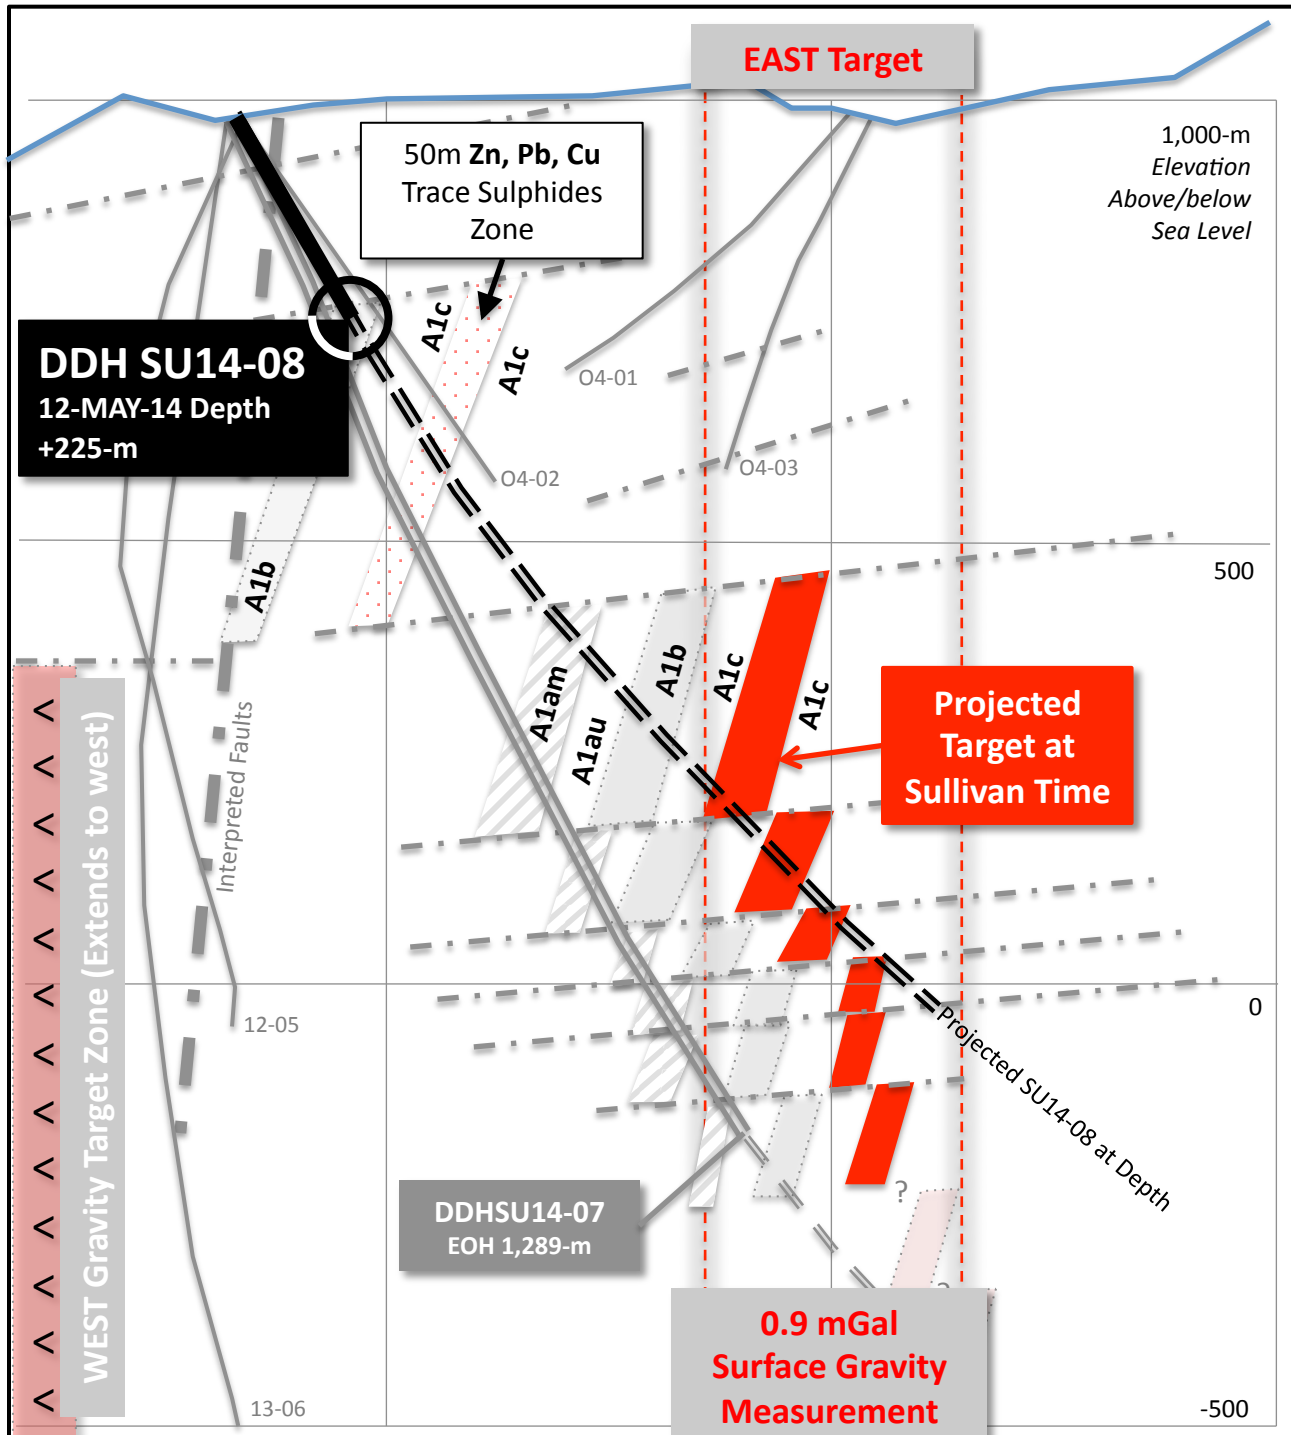 EAST Target
1,000-m
Elevation
Above/below
Sea Level
50m Zn, Pb, Cu
Trace Sulphides
Zone
A1c
A1c
DDH SU14-08
12-MAY-14 Depth
+225-m
O4-01
O4-02
O4-03
500
A1b
A1am
A1au
A1b
A1c
A1c
Projected
Target at
Sullivan Time
Interpreted Faults
WEST Gravity Target Zone (Extends to west)
<
<
<
<
<
<
<
<
<
<
<
<
<
0
12-05
Projected SU14-08 at Depth
DDHSU14-07
EOH 1,289-m
?
?
0.9 mGal
Surface Gravity
Measurement
13-06
-500